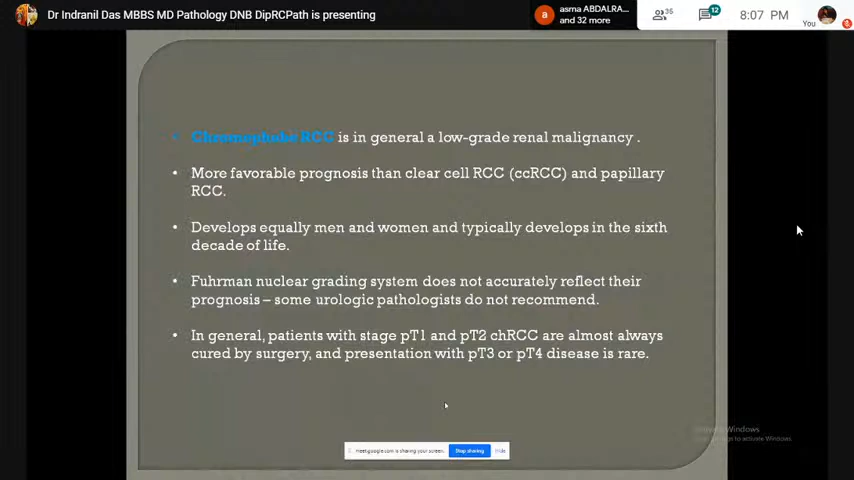 Dr Indranil Das MBBS MD Pathology DNB DipRCPath is presenting
a
asma ABDALRA...
and 32 more
35
12
8:07 PM
You
• Chromophobe RCC is in general a low-grade renal malignancy .
• More favorable prognosis than clear cell RCC (ccRCC) and papillary
RCC.
• Develops equally men and women and typically develops in the sixth
decade of life.
• Fuhrman nuclear grading system does not accurately reflect their
prognosis – some urologic pathologists do not recommend.
• In general, patients with stage pT1 and pT2 chRCC are almost always
cured by surgery, and presentation with pT3 or pT4 disease is rare.
Activate Windows
to activate Windows.
meet.google.com is sharing your screen.
Stop sharing
Hide